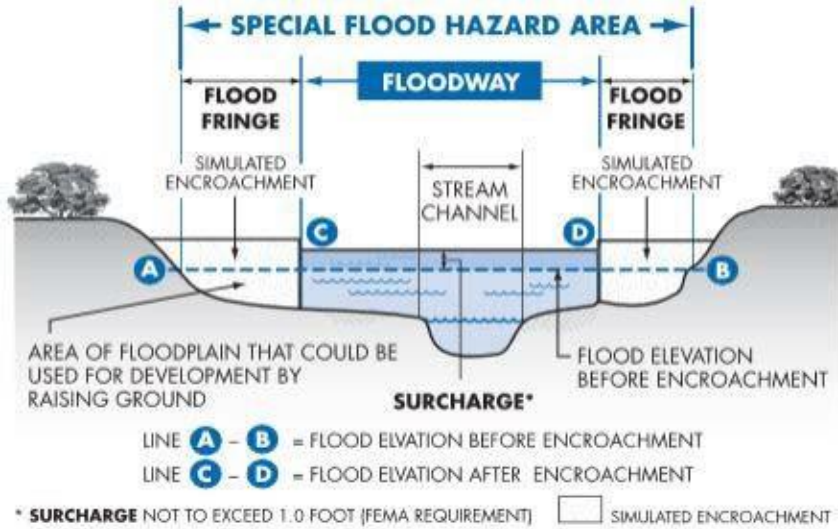 SPECIAL FLOOD HAZARD AREA
FLOOD
FRINGE
FLOODWAY
FLOOD
FRINGE
SIMULATED
ENCROACHMENT
STREAM
CHANNEL
SIMULATED
ENCROACHMENT
C
D
A
B
AREA OF FLOODPLAIN THAT COULD BE
USED FOR DEVELOPMENT BY
RAISING GROUND
SURCHARGE*
FLOOD ELEVATION
BEFORE ENCROACHMENT
LINE A - B = FLOOD ELVATION BEFORE ENCROACHMENT
LINE C - D = FLOOD ELVATION AFTER ENCROACHMENT
* SURCHARGE NOT TO EXCEED 1.0 FOOT (FEMA REQUIREMENT) SIMULATED ENCROACHMENT